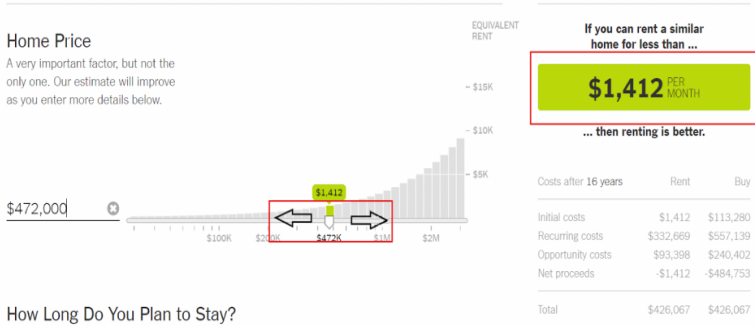 Home Price
A very important factor, but not the
only one. Our estimate will improve
as you enter more details below.
EQUIVALENT
RENT
$15K
$10K
$5K
$1,412
$472,000
$100K
$200K
$472K
$1M
$2M
How Long Do You Plan to Stay?
If you can rent a similar
home for less than ...
$1,412 PER
MONTH
... then renting is better.
Costs after 16 years Rent Buy
Initial costs $1,412 $113,280
Recurring costs $332,669 $557,139
Opportunity costs $93,398 $240,402
Net proceeds -$1,412 -$484,753
Total $426,067 $426,067